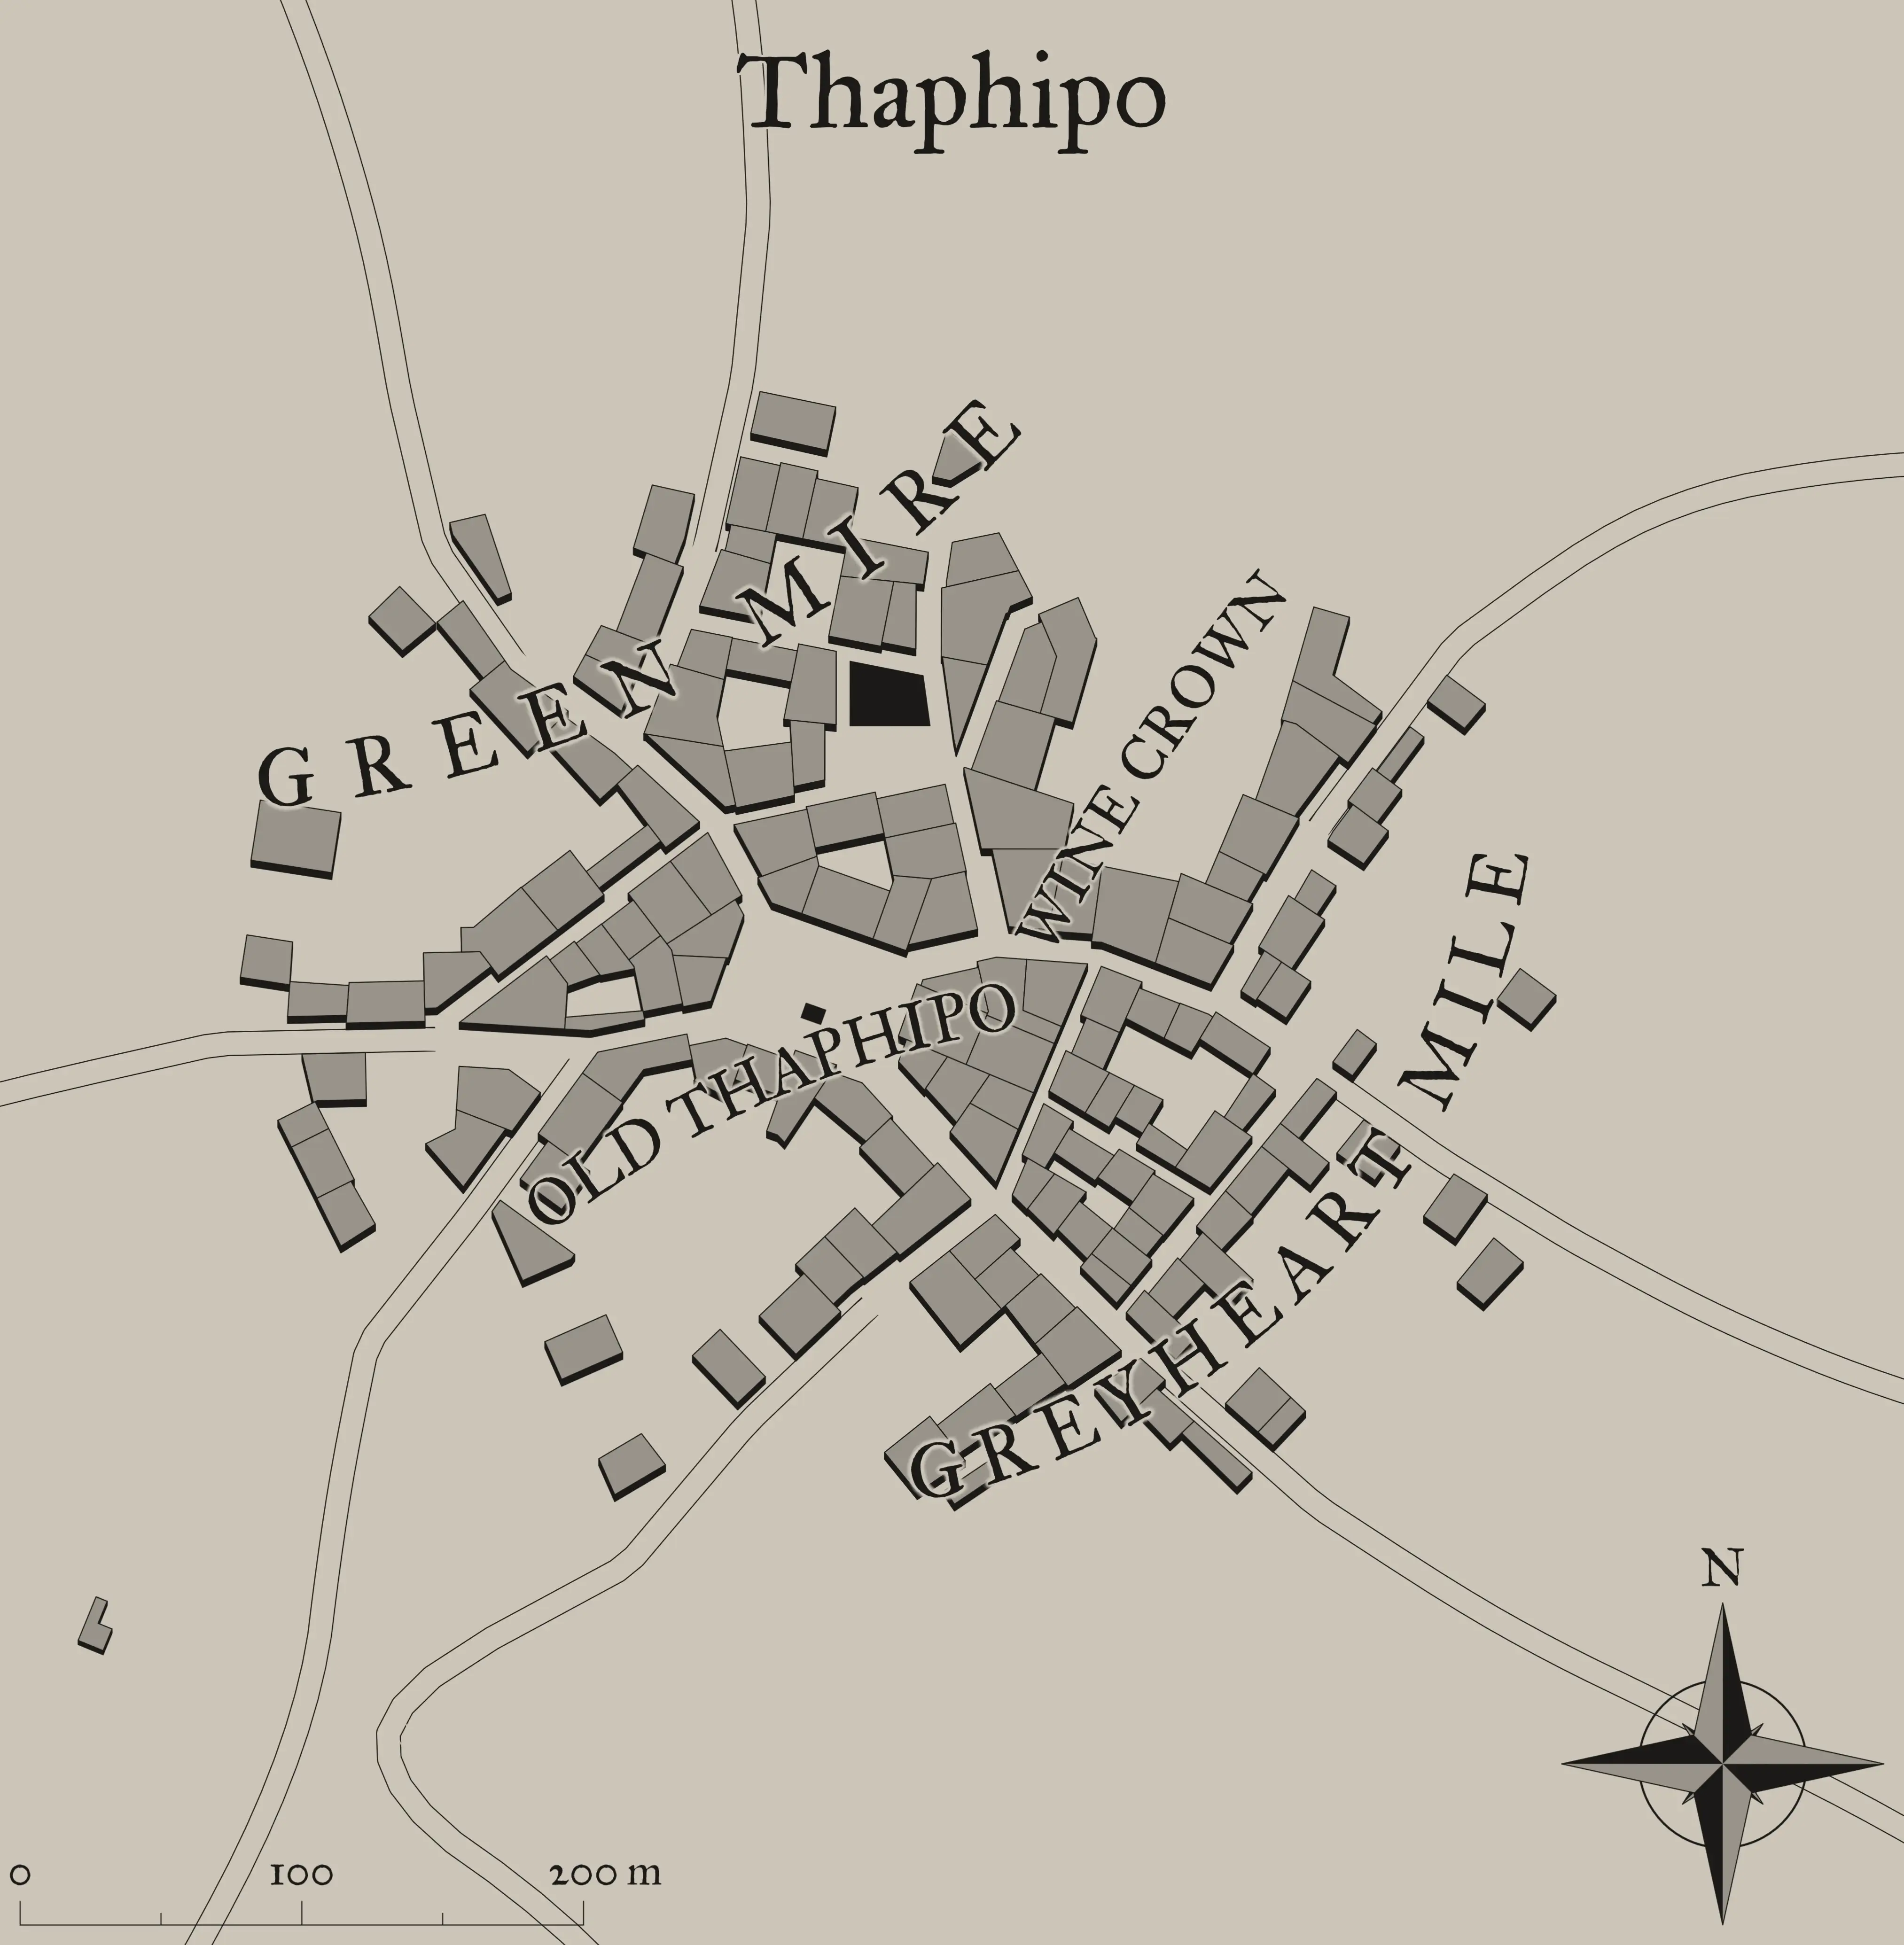 Thaphipo
GREEN MIRE
WINE CROWN
MILE
OLD THAPHIPO
GREYHEART
N
0 100 200 m